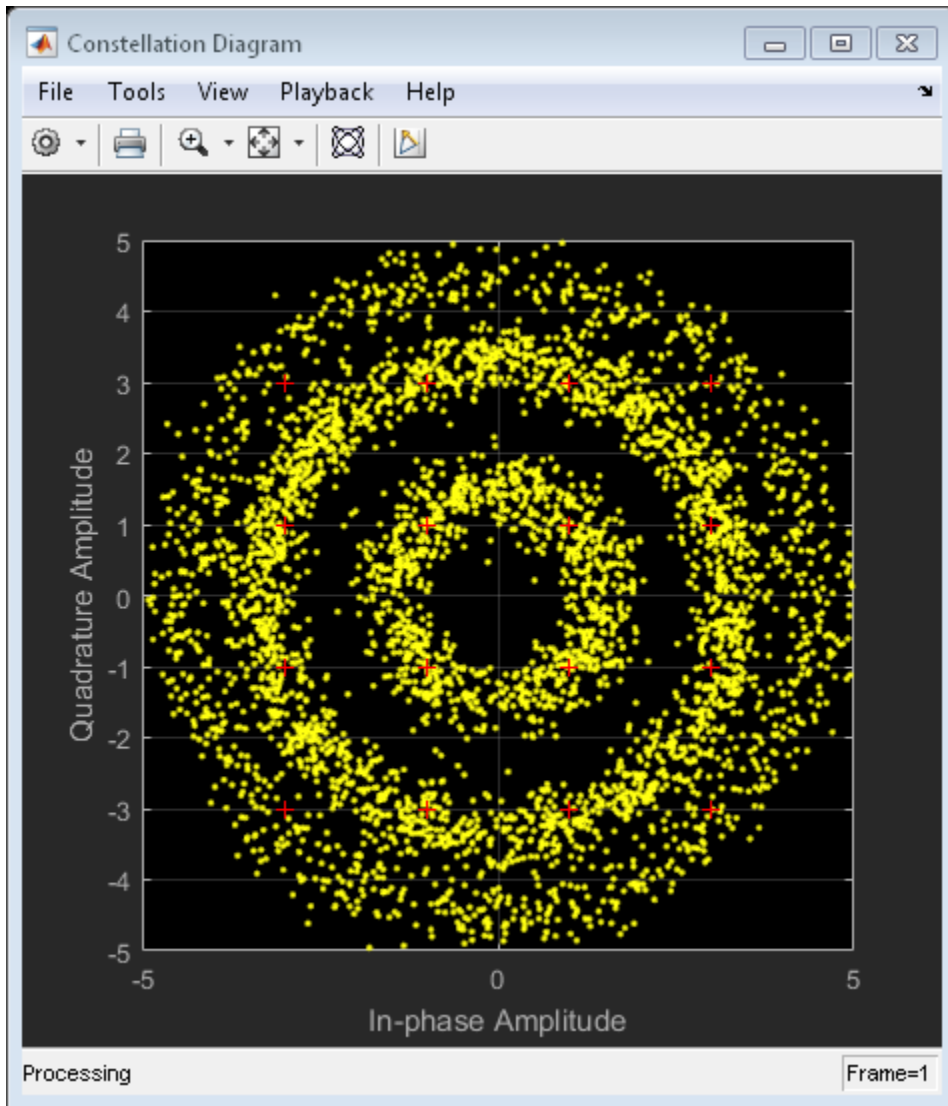 Constellation Diagram
File Tools View Playback Help
5
4
3
2
1
0
-1
-2
-3
-4
-5
Quadrature Amplitude
-5 0 5
In-phase Amplitude
Processing Frame=1